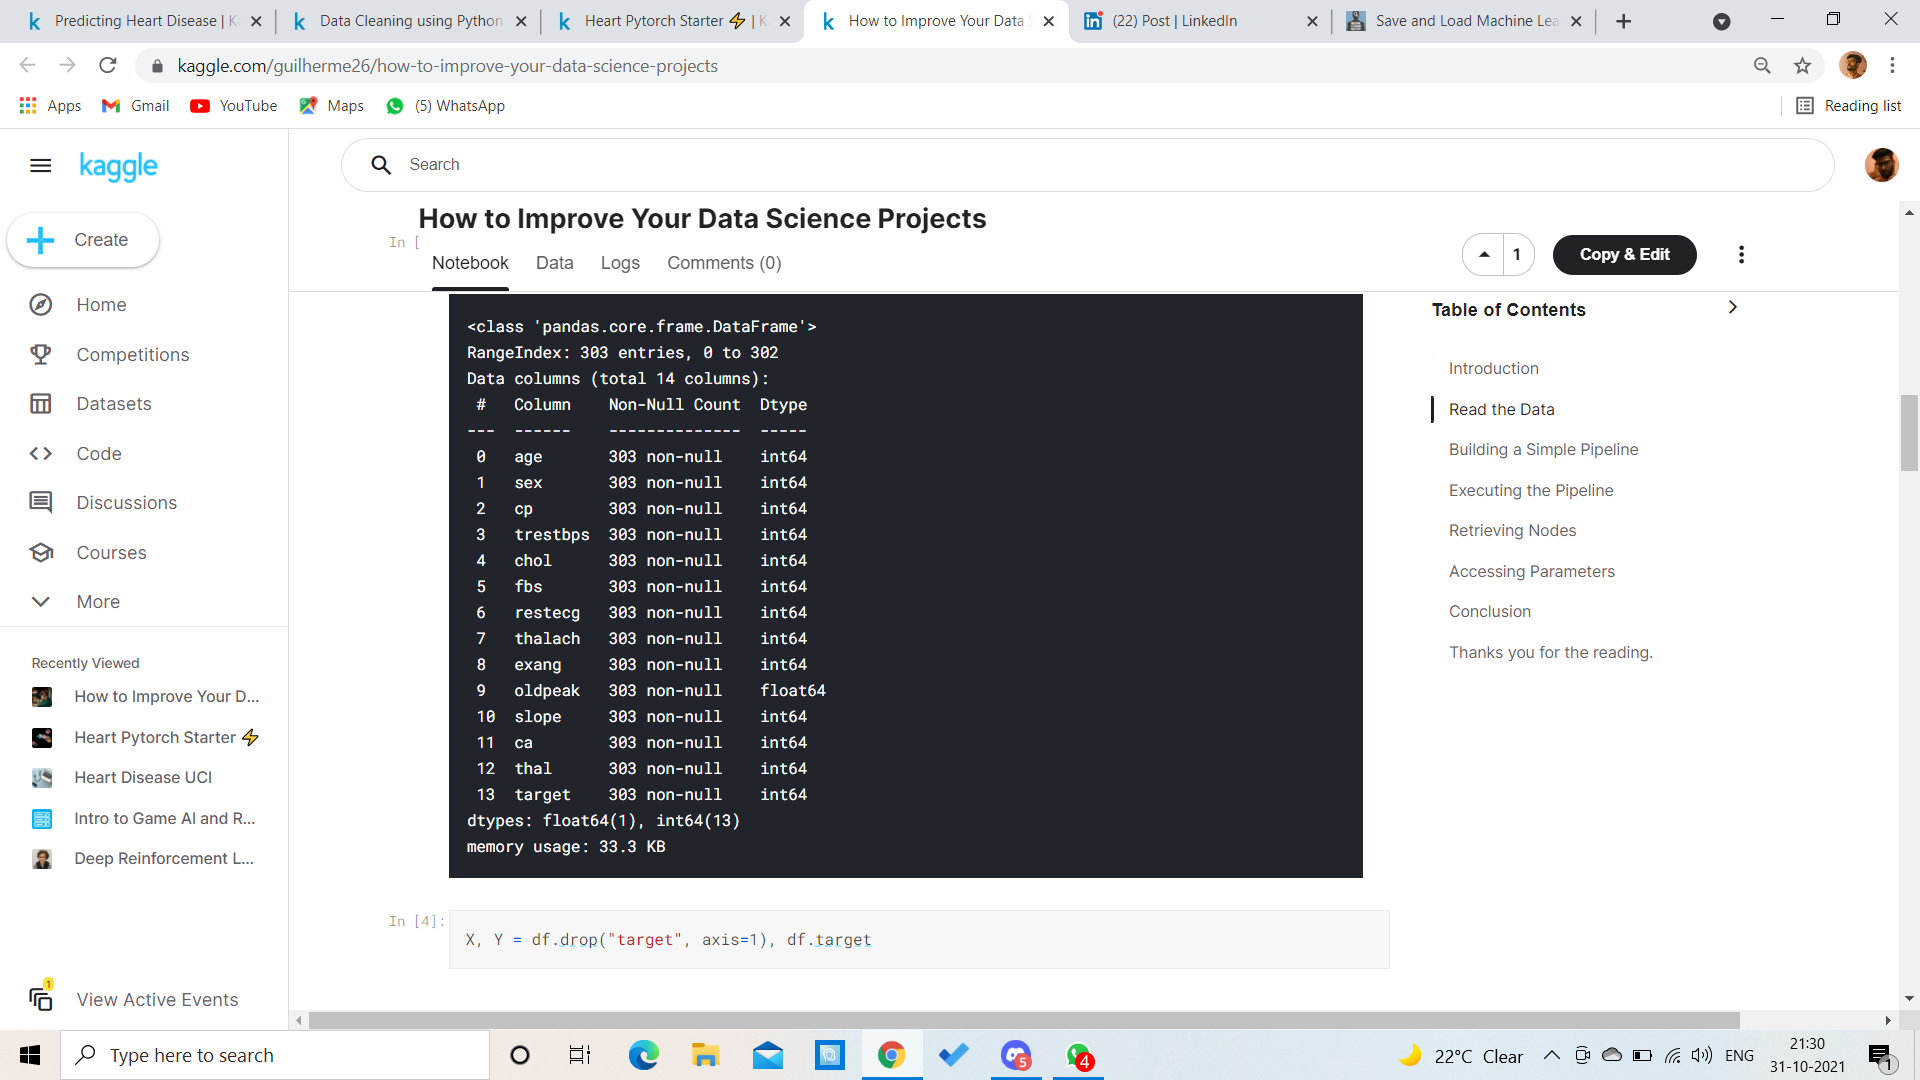 Predicting Heart Disease | Ka
Data Cleaning using Python
Heart Pytorch Starter ⚡ | K
How to Improve Your Data S
(22) Post | LinkedIn
Save and Load Machine Lea
kaggle.com/guilherme26/how-to-improve-your-data-science-projects
Apps
Gmail
YouTube
Maps
(5) WhatsApp
Reading list
kaggle
Search
Create
Home
Competitions
Datasets
Code
Discussions
Courses
More
Recently Viewed
How to Improve Your D...
Heart Pytorch Starter ⚡
Heart Disease UCI
Intro to Game AI and R...
Deep Reinforcement L...
1
View Active Events
How to Improve Your Data Science Projects
In [
Notebook
Data
Logs
Comments (0)
1
Copy & Edit
<class 'pandas.core.frame.DataFrame'>
RangeIndex: 303 entries, 0 to 302
Data columns (total 14 columns):
# Column Non-Null Count Dtype
--- ------ -------------- -----
0 age 303 non-null int64
1 sex 303 non-null int64
2 cp 303 non-null int64
3 trestbps 303 non-null int64
4 chol 303 non-null int64
5 fbs 303 non-null int64
6 restecg 303 non-null int64
7 thalach 303 non-null int64
8 exang 303 non-null int64
9 oldpeak 303 non-null float64
10 slope 303 non-null int64
11 ca 303 non-null int64
12 thal 303 non-null int64
13 target 303 non-null int64
dtypes: float64(1), int64(13)
memory usage: 33.3 KB
In [4]:
X, Y = df.drop("target", axis=1), df.target
Table of Contents
Introduction
Read the Data
Building a Simple Pipeline
Executing the Pipeline
Retrieving Nodes
Accessing Parameters
Conclusion
Thanks you for the reading.
Type here to search
5
4
22°C Clear
ENG
21:30
31-10-2021
1